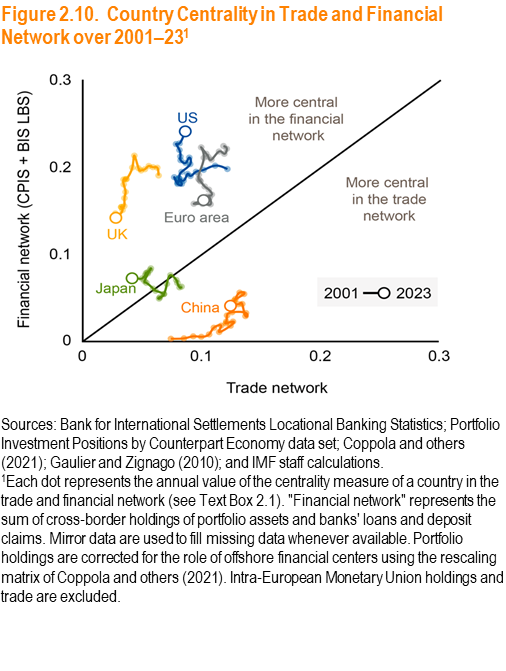 Figure 2.10. Country Centrality in Trade and Financial
Network over 2001–23¹
Financial network (CPIS + BIS LBS)
0.3
0.2
0.1
0
US
More central
in the financial
network
More central
in the trade
network
Euro area
UK
Japan
China
2001 2023
0
0.1
0.2
0.3
Trade network
Sources: Bank for International Settlements Locational Banking Statistics; Portfolio
Investment Positions by Counterpart Economy data set; Coppola and others
(2021); Gaulier and Zignago (2010); and IMF staff calculations.
¹Each dot represents the annual value of the centrality measure of a country in the
trade and financial network (see Text Box 2.1). "Financial network" represents the
sum of cross-border holdings of portfolio assets and banks' loans and deposit
claims. Mirror data are used to fill missing data whenever available. Portfolio
holdings are corrected for the role of offshore financial centers using the rescaling
matrix of Coppola and others (2021). Intra-European Monetary Union holdings and
trade are excluded.